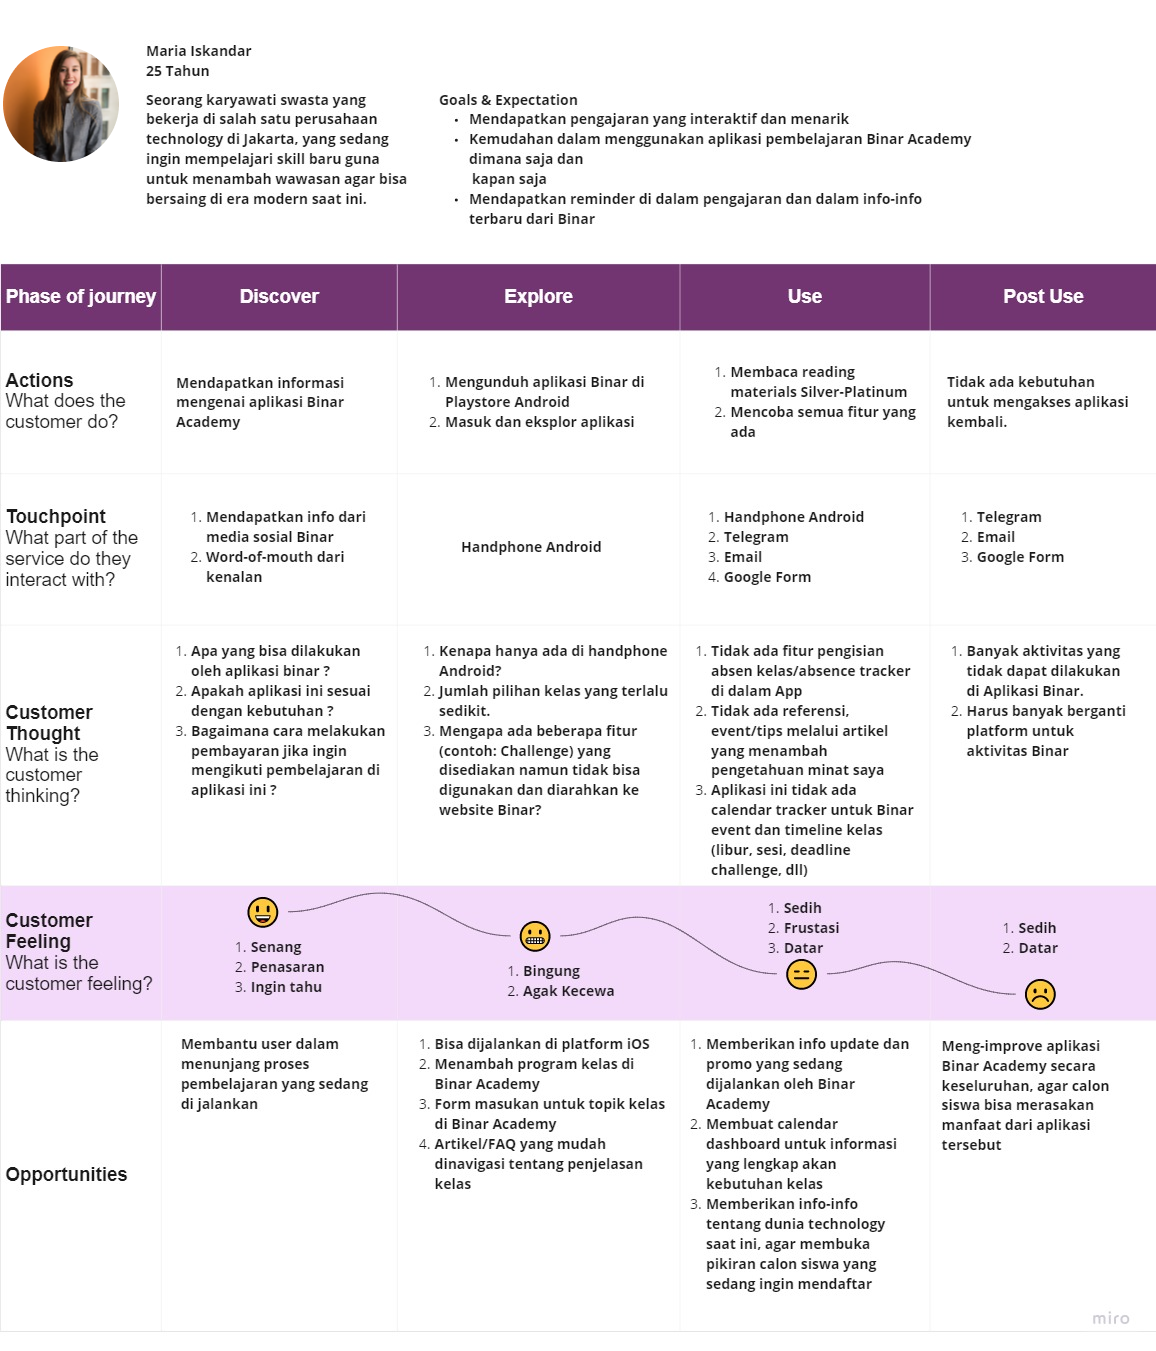 Maria Iskandar
25 Tahun
Seorang karyawati swasta yang
bekerja di salah satu perusahaan
technology di Jakarta, yang sedang
ingin mempelajari skill baru guna
untuk menambah wawasan agar bisa
bersaing di era modern saat ini.
Goals & Expectation
• Mendapatkan pengajaran yang interaktif dan menarik
• Kemudahan dalam menggunakan aplikasi pembelajaran Binar Academy
dimana saja dan
kapan saja
• Mendapatkan reminder di dalam pengajaran dan dalam info-info
terbaru dari Binar
Phase of journey
Discover
Explore
Use
Post Use
Actions
What does the
customer do?
Mendapatkan informasi
mengenai aplikasi Binar
Academy
1. Mengunduh aplikasi Binar di
Playstore Android
2. Masuk dan eksplor aplikasi
1. Membaca reading
materials Silver-Platinum
2. Mencoba semua fitur yang
ada
Tidak ada kebutuhan
untuk mengakses aplikasi
kembali.
Touchpoint
What part of the
service do they
interact with?
1. Mendapatkan info dari
media sosial Binar
2. Word-of-mouth dari
kenalan
Handphone Android
1. Handphone Android
2. Telegram
3. Email
4. Google Form
1. Telegram
2. Email
3. Google Form
Customer
Thought
What is the
customer
thinking?
1. Apa yang bisa dilakukan
oleh aplikasi binar ?
2. Apakah aplikasi ini sesuai
dengan kebutuhan ?
3. Bagaimana cara melakukan
pembayaran jika ingin
mengikuti pembelajaran di
aplikasi ini ?
1. Kenapa hanya ada di handphone
Android?
2. Jumlah pilihan kelas yang terlalu
sedikit.
3. Mengapa ada beberapa fitur
(contoh: Challenge) yang
disediakan namun tidak bisa
digunakan dan diarahkan ke
website Binar?
1. Tidak ada fitur pengisian
absen kelas/absence tracker
di dalam App
2. Tidak ada referensi,
event/tips melalui artikel
yang menambah
pengetahuan minat saya
3. Aplikasi ini tidak ada
calendar tracker untuk Binar
event dan timeline kelas
(libur, sesi, deadline
challenge, dll)
1. Banyak aktivitas yang
tidak dapat dilakukan
di Aplikasi Binar.
2. Harus banyak berganti
platform untuk
aktivitas Binar
Customer
Feeling
What is the
customer feeling?
1. Senang
2. Penasaran
3. Ingin tahu
1. Bingung
2. Agak Kecewa
1. Sedih
2. Frustasi
3. Datar
1. Sedih
2. Datar
Opportunities
Membantu user dalam
menunjang proses
pembelajaran yang sedang
di jalankan
1. Bisa dijalankan di platform iOS
2. Menambah program kelas di
Binar Academy
3. Form masukan untuk topik kelas
di Binar Academy
4. Artikel/FAQ yang mudah
dinavigasi tentang penjelasan
kelas
1. Memberikan info update dan
promo yang sedang
dijalankan oleh Binar
Academy
2. Membuat calendar
dashboard untuk informasi
yang lengkap akan
kebutuhan kelas
3. Memberikan info-info
tentang dunia technology
saat ini, agar membuka
pikiran calon siswa yang
sedang ingin mendaftar
Meng-improve aplikasi
Binar Academy secara
keseluruhan, agar calon
siswa bisa merasakan
manfaat dari aplikasi
tersebut
miro